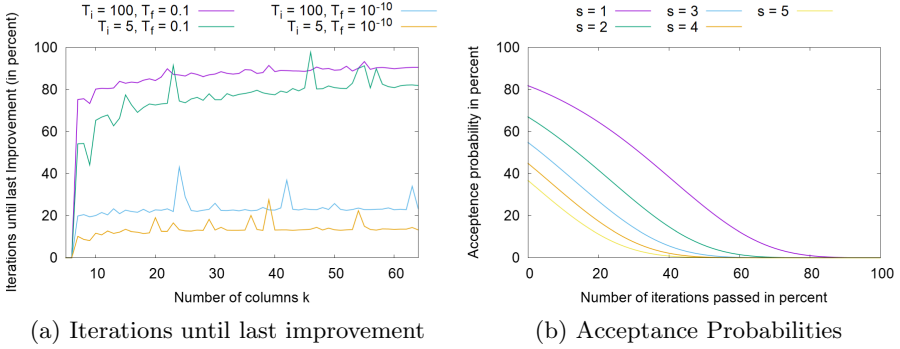 T_i = 100, T_f = 0.1
T_i = 5, T_f = 0.1
T_i = 100, T_f = 10^-10
T_i = 5, T_f = 10^-10
Iterations until last Improvement (in percent)
100
80
60
40
20
0
10 20 30 40 50 60
Number of columns k
(a) Iterations until last improvement
s = 1
s = 2
s = 3
s = 4
s = 5
Acceptance probability in percent
100
80
60
40
20
0
0 20 40 60 80 100
Number of iterations passed in percent
(b) Acceptance Probabilities